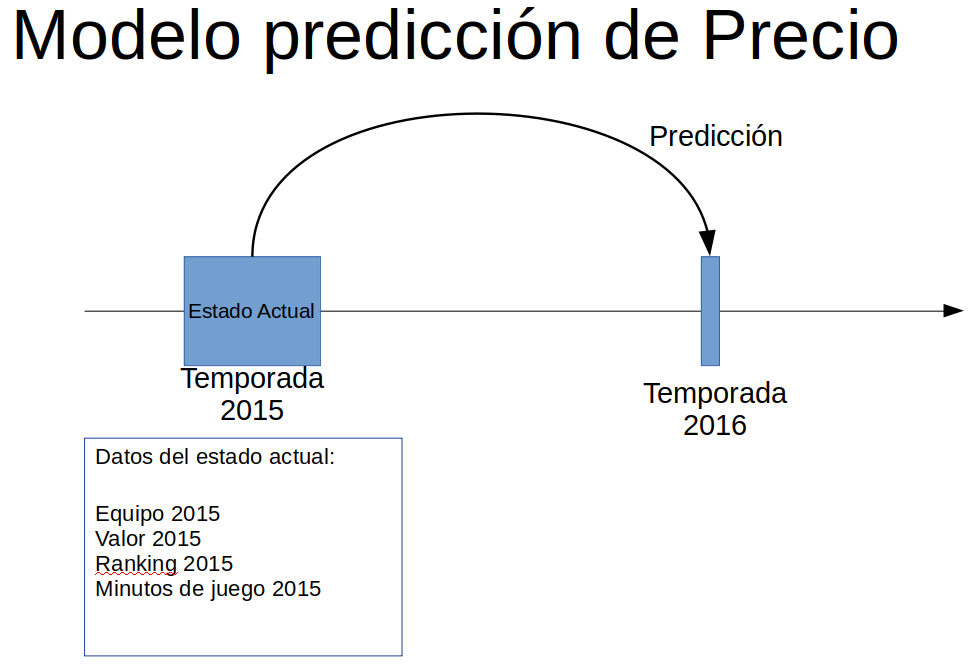 Modelo predicción de Precio
Predicción
Estado Actual
Temporada
2015
Temporada
2016
Datos del estado actual:
Equipo 2015
Valor 2015
Ranking 2015
Minutos de juego 2015